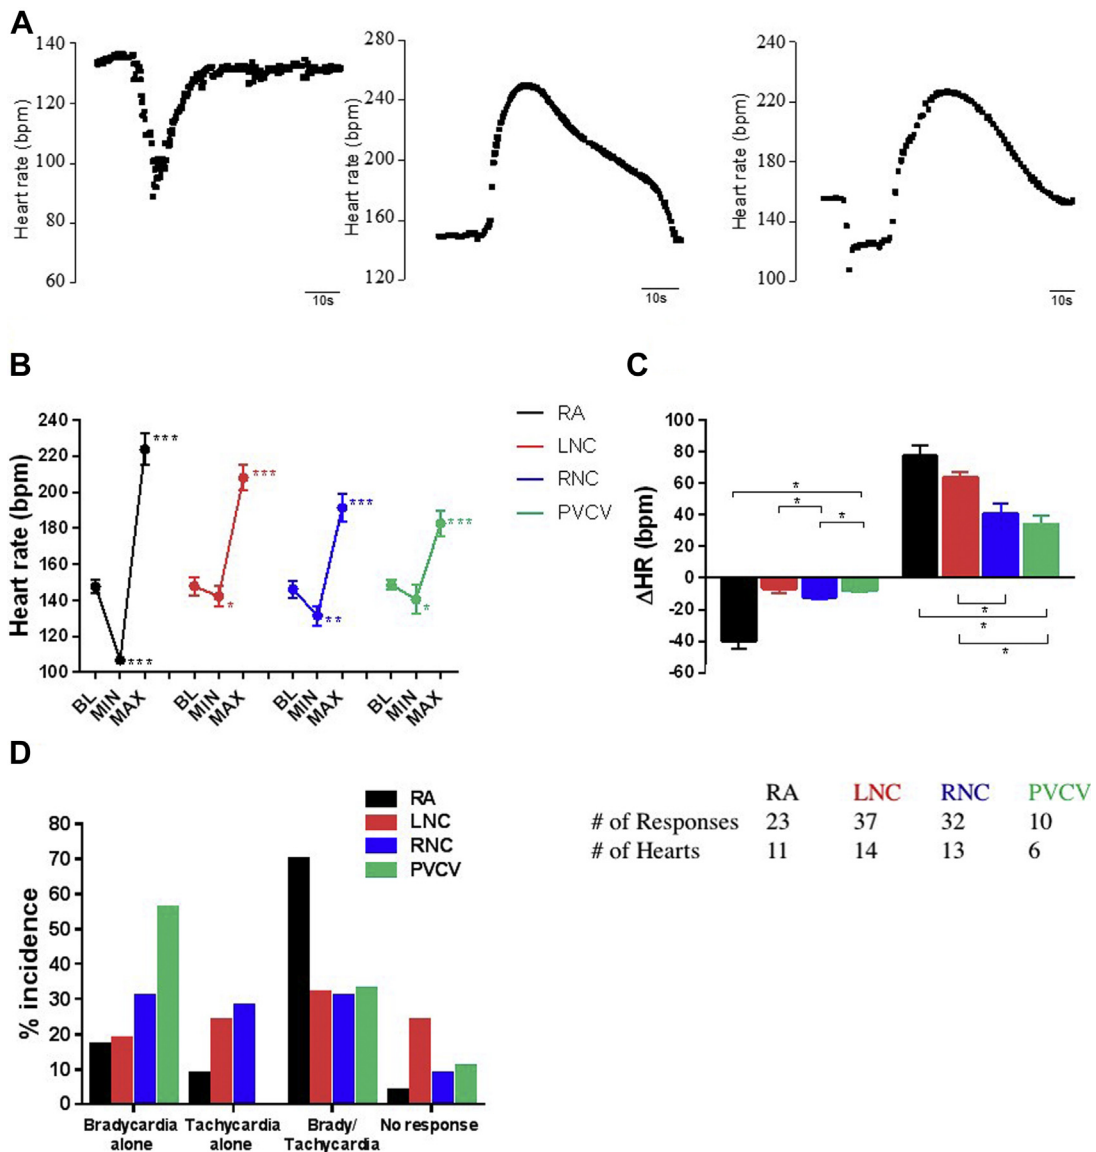 A
Heart rate (bpm)
140
120
100
80
60
10s
Heart rate (bpm)
280
240
200
160
120
10s
Heart rate (bpm)
240
220
180
140
100
10s
B
Heart rate (bpm)
240
220
200
180
160
140
120
100
***
***
***
***
*
**
*
***
BL MIN MAX BL MIN MAX BL MIN MAX BL MIN MAX
RA
LNC
RNC
PVCV
C
ΔHR (bpm)
100
80
60
40
20
0
-20
-40
-60
*
*
*
*
*
*
D
% incidence
80
70
60
50
40
30
20
10
0
RA
LNC
RNC
PVCV
Bradycardia alone
Tachycardia alone
Brady/ Tachycardia
No response
RA LNC RNC PVCV
# of Responses 23 37 32 10
# of Hearts 11 14 13 6